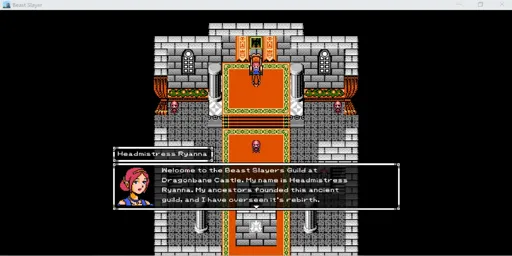 Beast Slayer
Headmistress Ryanna
Welcome to the Beast Slayers Guild at
Dragonbane Castle. My name is Headmistress
Ryanna. My ancestors founded this ancient
guild, and I have overseen it's rebirth.